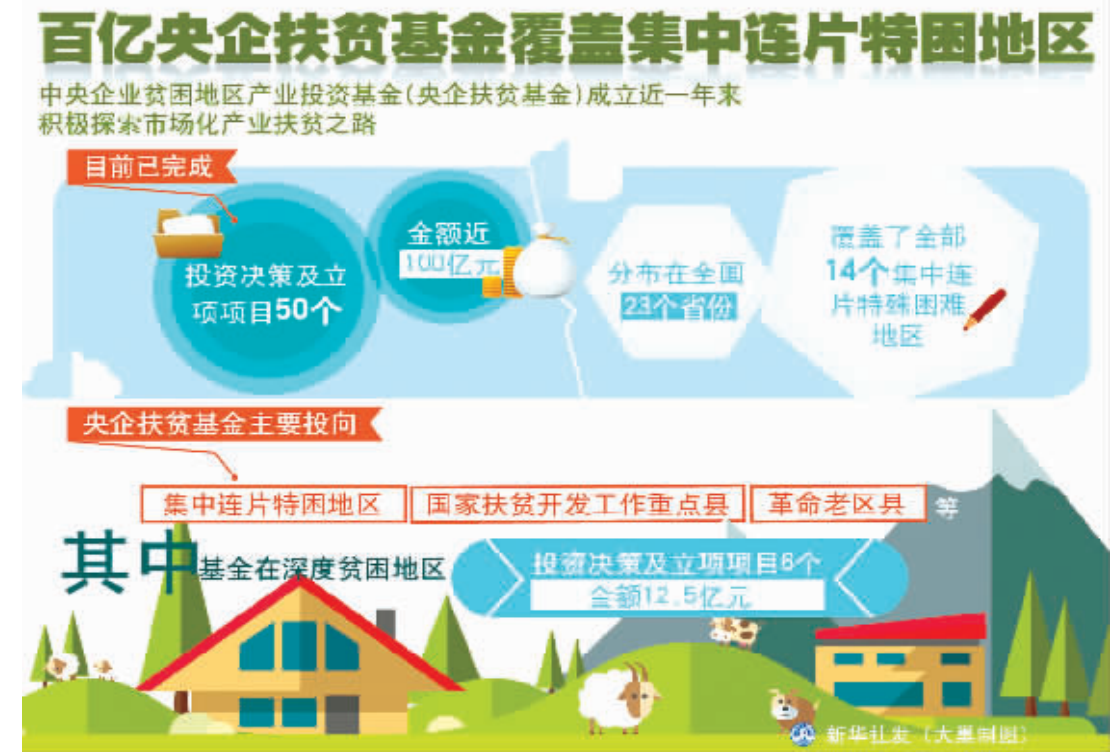 百亿央企扶贫基金覆盖集中连片特困地区
中央企业贫困地区产业投资基金(央企扶贫基金)成立近一年来
积极探索市场化产业扶贫之路
目前已完成
投资决策及立
项项目50个
金额近
100亿元
分布在全国
23个省份
覆盖了全部
14个集中连
片特殊困难
地区
央企扶贫基金主要投向
集中连片特困地区
国家扶贫开发工作重点县
革命老区县
等
其中
基金在深度贫困地区
投资决策及立项项目6个
金额12.5亿元
新华社发（大巢制图）